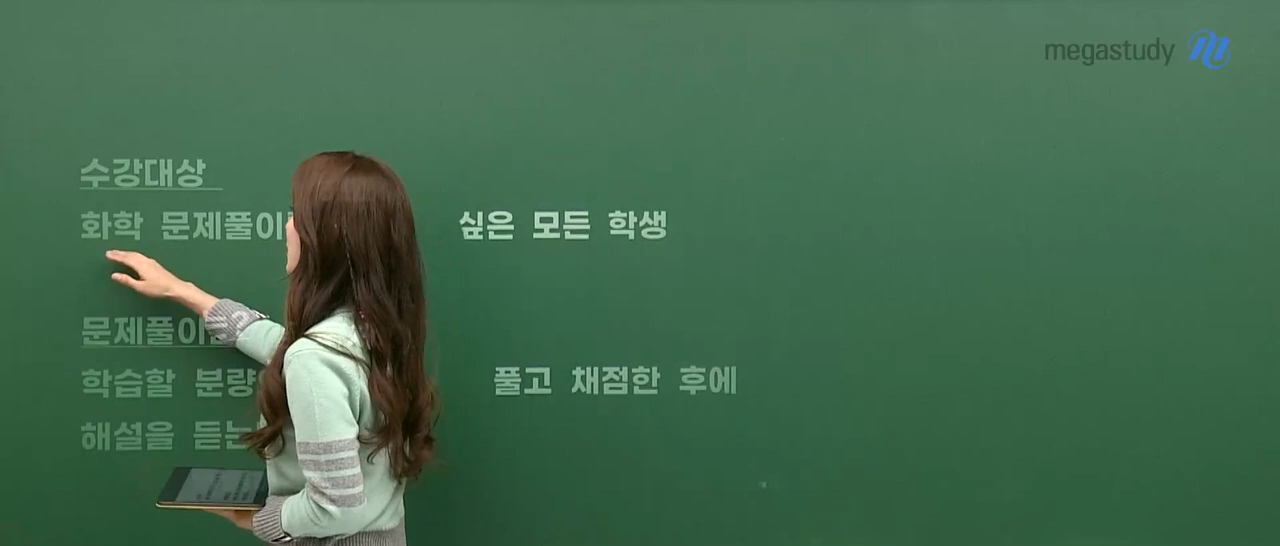 megastudy
수강대상
화학 문제풀이 싶은 모든 학생
문제풀이
학습할 분량 풀고 채점한 후에
해설을 듣는